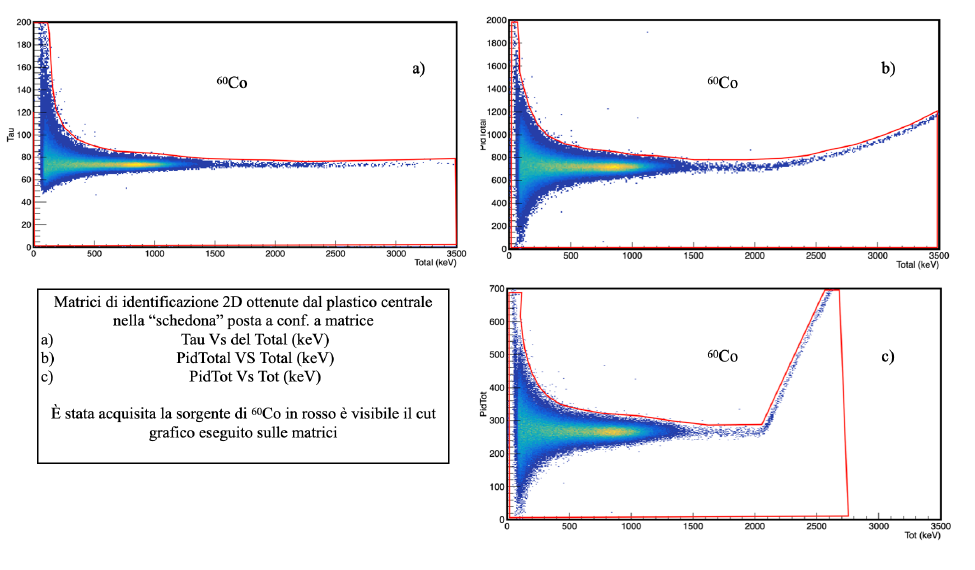 200
180
160
140
120
100
80
60
40
20
0
Tau
⁶⁰Co
a)
0
500
1000
1500
2000
2500
3000
3500
Total (keV)
2000
1800
1600
1400
1200
1000
800
600
400
200
0
PidTotal
⁶⁰Co
b)
0
500
1000
1500
2000
2500
3000
3500
Total (keV)
Matrici di identificazione 2D ottenute dal plastico centrale
nella “schedona” posta a conf. a matrice
a) Tau Vs del Total (keV)
b) PidTotal VS Total (keV)
c) PidTot Vs Tot (keV)
È stata acquisita la sorgente di ⁶⁰Co in rosso è visibile il cut
grafico eseguito sulle matrici
700
600
500
400
300
200
100
0
PidTot
⁶⁰Co
c)
0
500
1000
1500
2000
2500
3000
3500
Tot (keV)